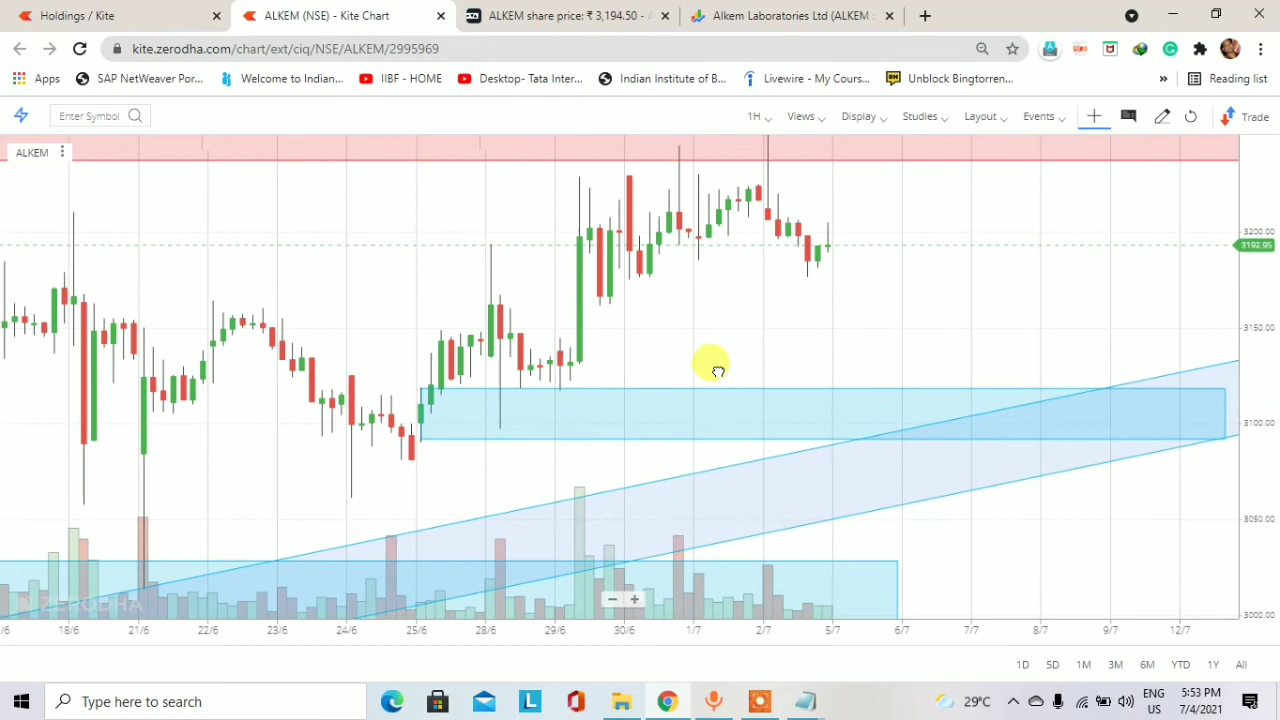 Holdings / Kite
ALKEM (NSE) - Kite Chart
ALKEM share price: ₹ 3,194.50 -
Alkem Laboratories Ltd (ALKEM
kite.zerodha.com/chart/ext/ciq/NSE/ALKEM/2995969
Apps
SAP NetWeaver Por...
Welcome to Indian...
IIBF - HOME
Desktop- Tata Inter...
Indian Institute of B...
Livewire - My Cours...
Unblock Bingtorren...
»
Reading list
Enter Symbol
1H
Views
Display
Studies
Layout
Events
Trade
ALKEM
3200.00
3192.95
3150.00
3100.00
3050.00
3000.00
ZERODHA
/6 18/6 21/6 22/6 23/6 24/6 25/6 28/6 29/6 30/6 1/7 2/7 5/7 6/7 7/7 8/7 9/7 12/7
1D 5D 1M 3M 6M YTD 1Y All
Type here to search
29°C
ENG
US
5:53 PM
7/4/2021